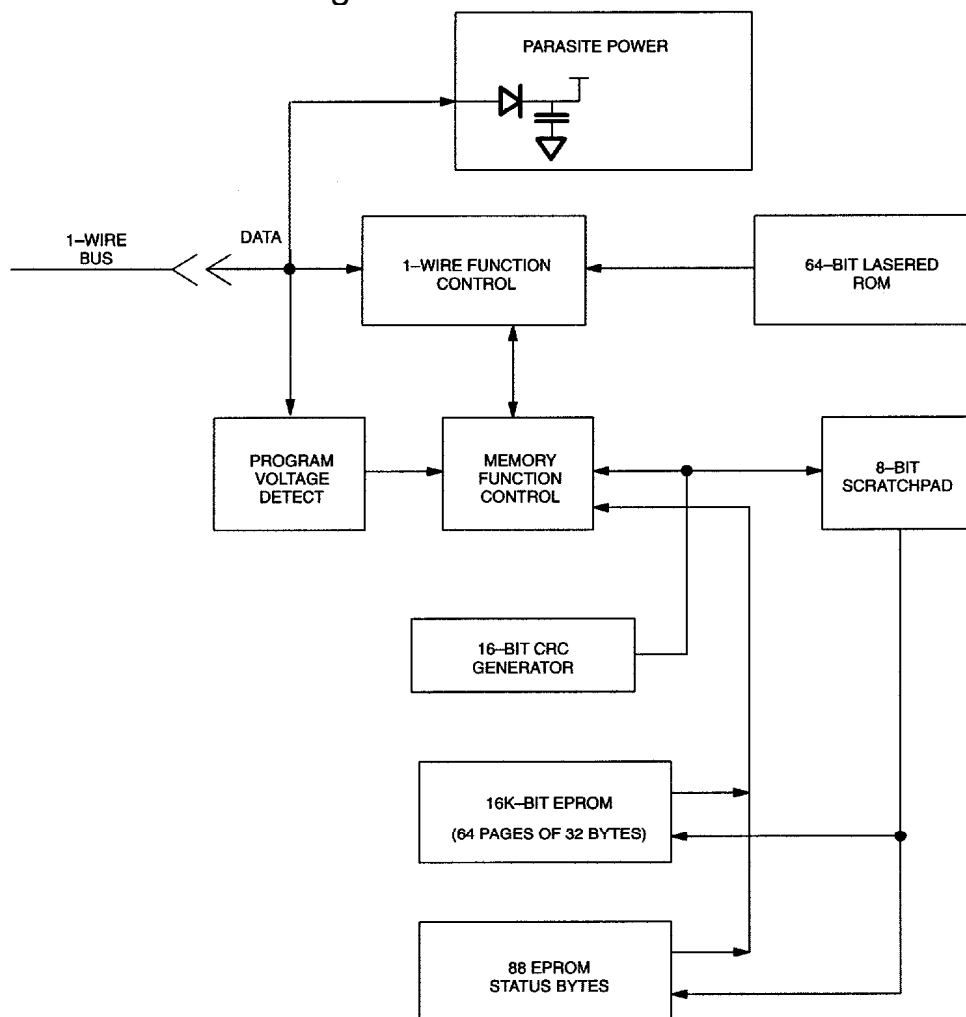 PARASITE POWER
1–WIRE
BUS
DATA
1–WIRE FUNCTION
CONTROL
64–BIT LASERED
ROM
PROGRAM
VOLTAGE
DETECT
MEMORY
FUNCTION
CONTROL
8–BIT
SCRATCHPAD
16–BIT CRC
GENERATOR
16K–BIT EPROM
(64 PAGES OF 32 BYTES)
88 EPROM
STATUS BYTES